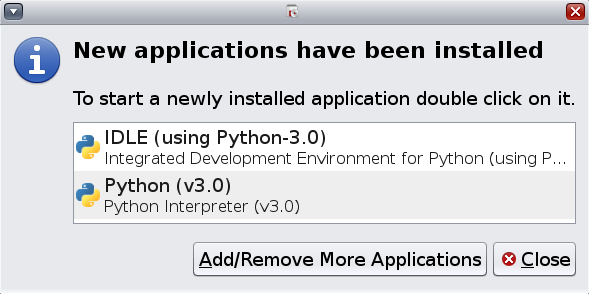 New applications have been installed
To start a newly installed application double click on it.
IDLE (using Python-3.0)
Integrated Development Environment for Python (using P...
Python (v3.0)
Python Interpreter (v3.0)
Add/Remove More Applications
Close